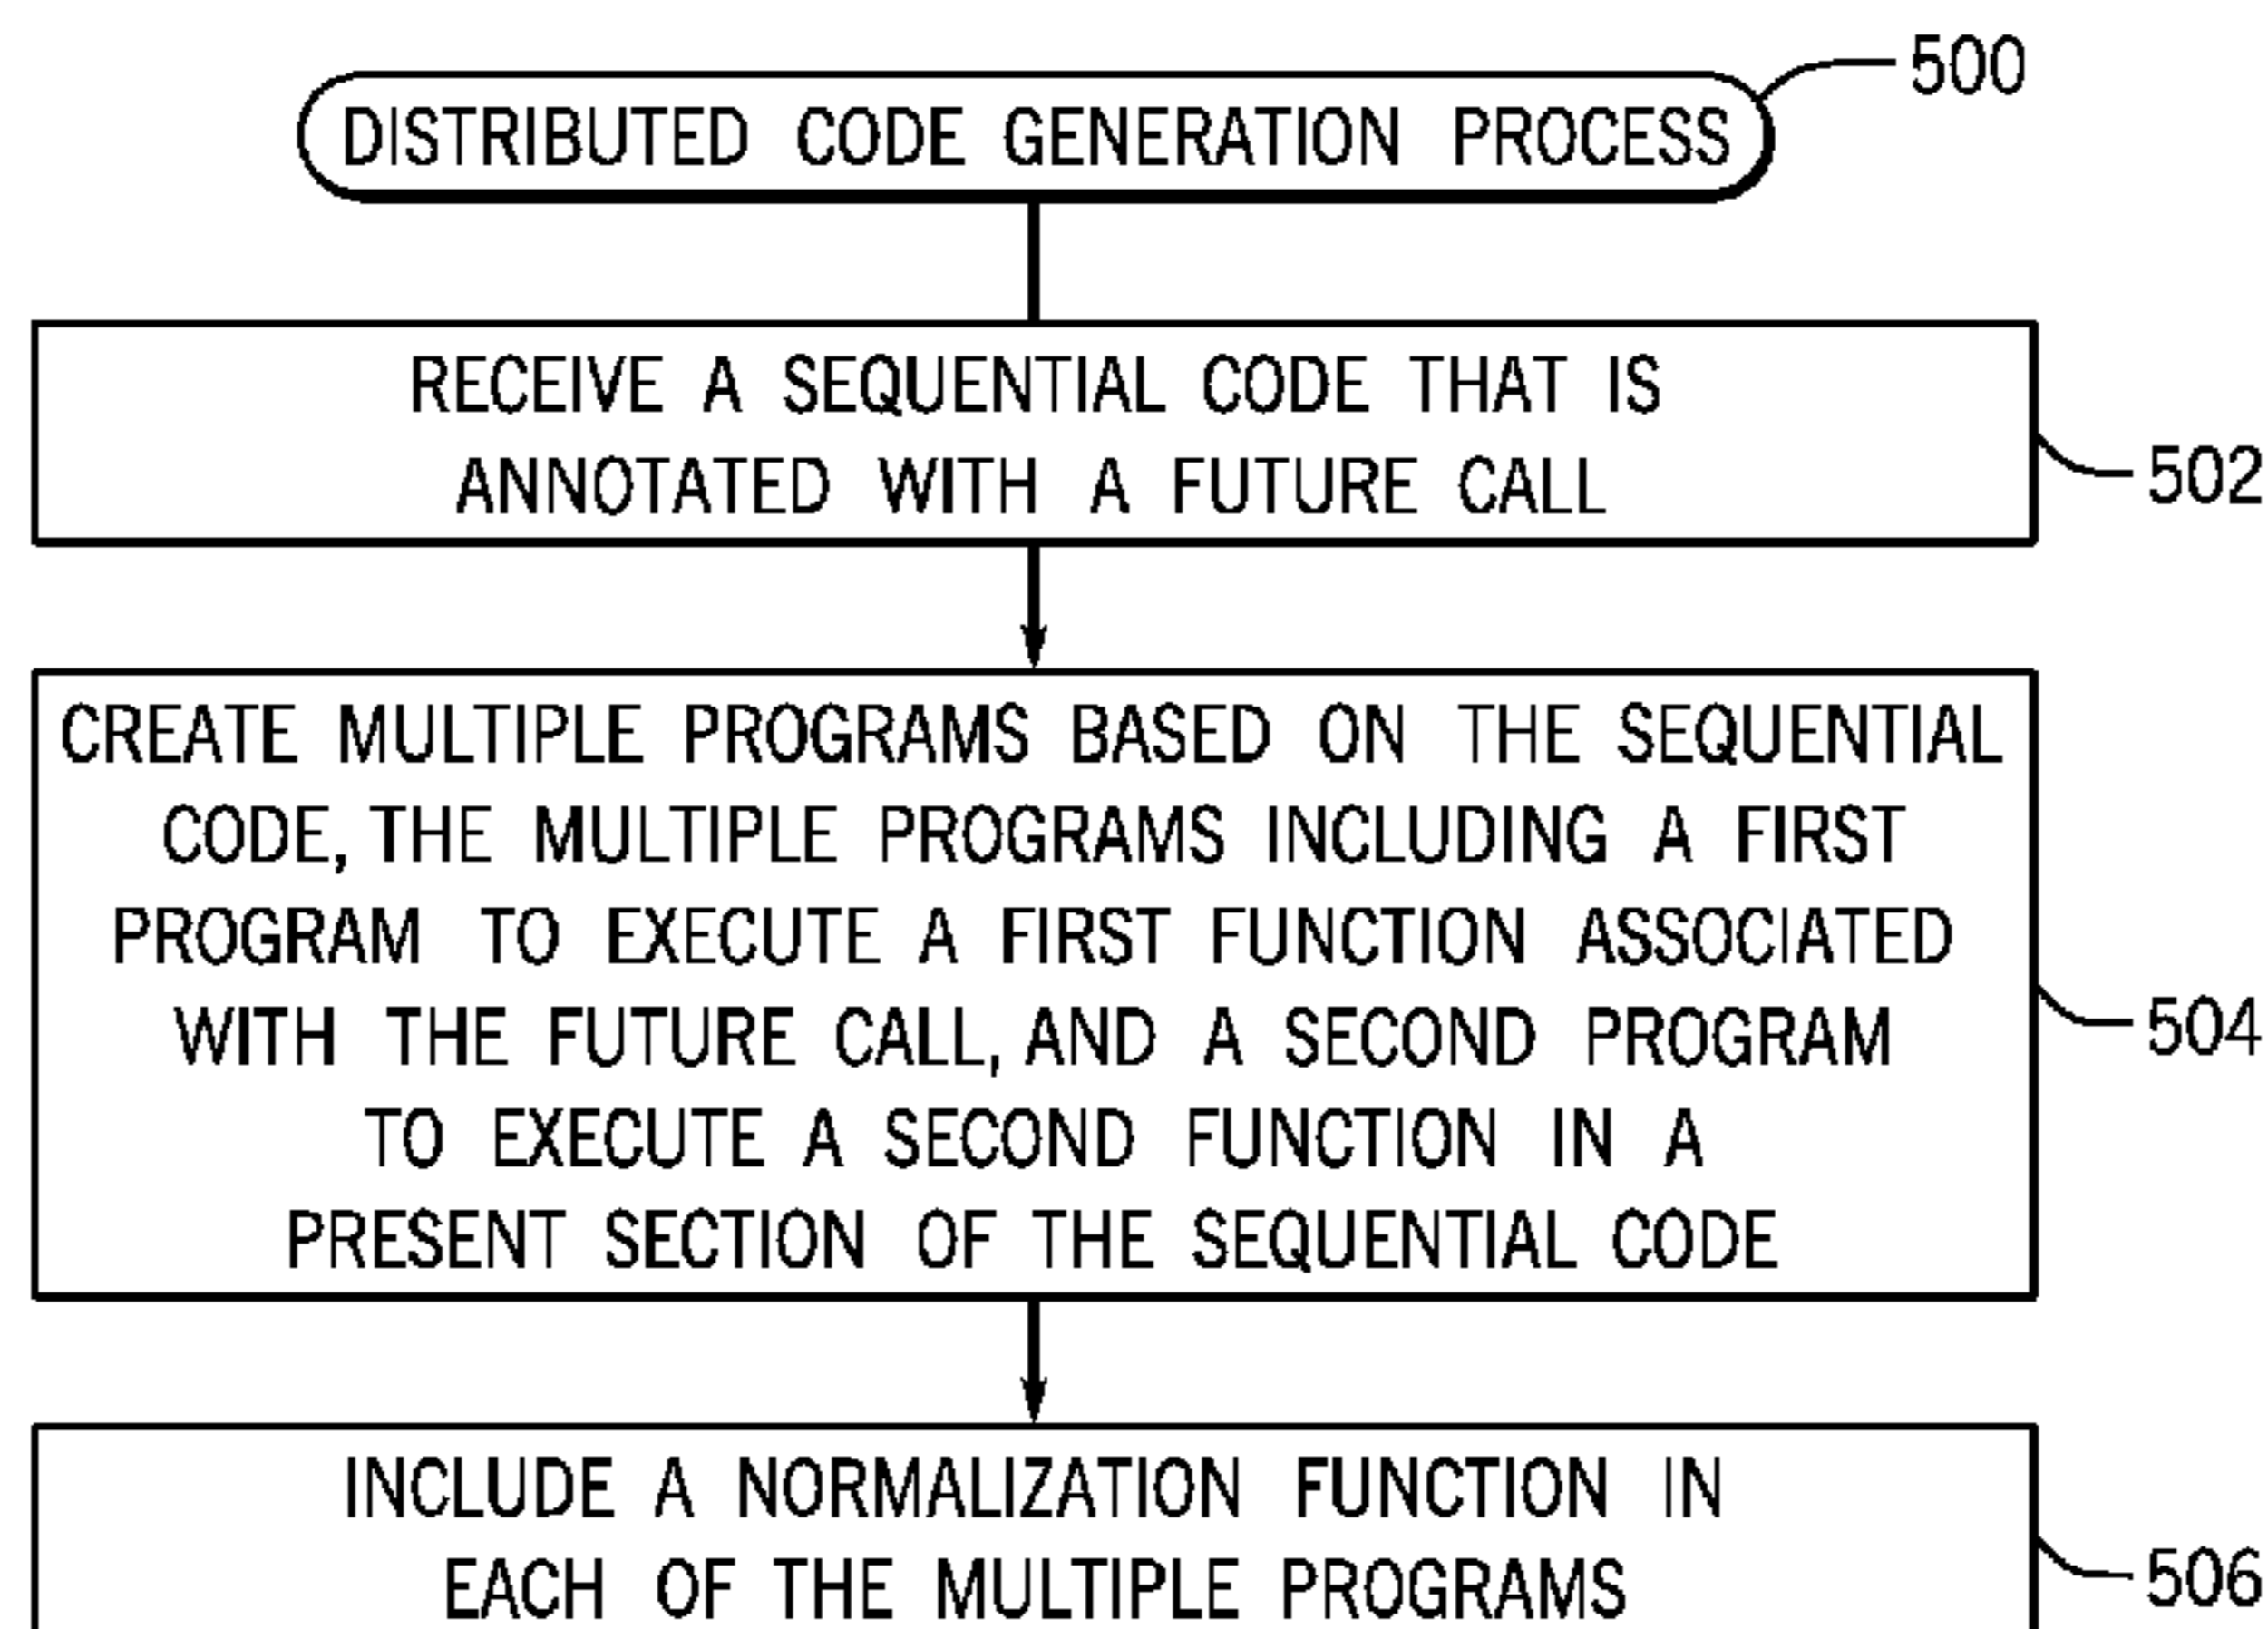 500
DISTRIBUTED CODE GENERATION PROCESS
RECEIVE A SEQUENTIAL CODE THAT IS
ANNOTATED WITH A FUTURE CALL
502
CREATE MULTIPLE PROGRAMS BASED ON THE SEQUENTIAL
CODE, THE MULTIPLE PROGRAMS INCLUDING A FIRST
PROGRAM TO EXECUTE A FIRST FUNCTION ASSOCIATED
WITH THE FUTURE CALL, AND A SECOND PROGRAM
TO EXECUTE A SECOND FUNCTION IN A
PRESENT SECTION OF THE SEQUENTIAL CODE
504
INCLUDE A NORMALIZATION FUNCTION IN
EACH OF THE MULTIPLE PROGRAMS
506